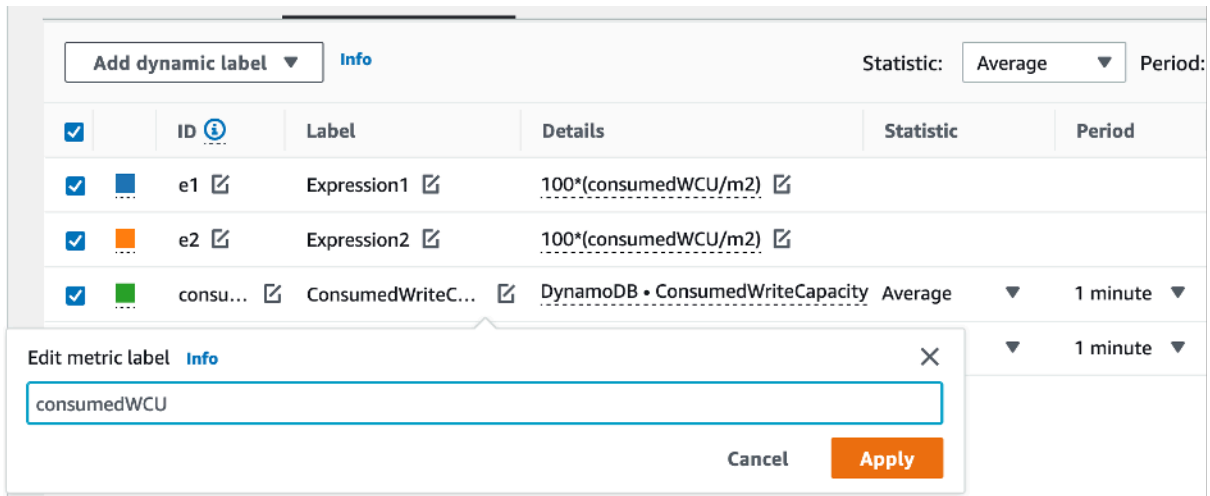 Add dynamic label ▼ Info Statistic: Average ▼ Period:
ID Label Details Statistic Period
e1 Expression1 100*(consumedWCU/m2)
e2 Expression2 100*(consumedWCU/m2)
consu... ConsumedWriteC... DynamoDB • ConsumedWriteCapacity Average ▼ 1 minute ▼
▼ 1 minute ▼
Edit metric label Info
consumedWCU
Cancel Apply